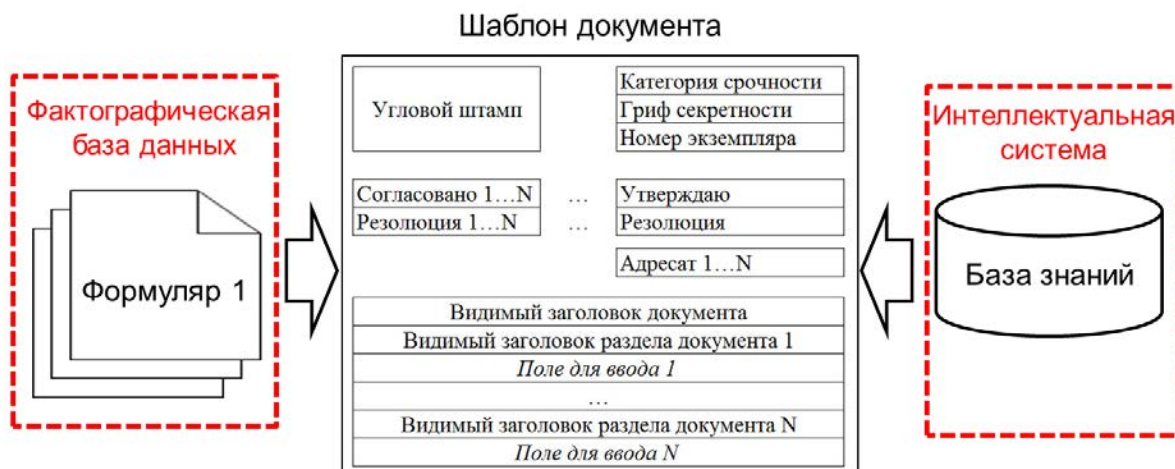 Шаблон документа
Фактографическая
база данных
Формуляр 1
Угловой штамп
Категория срочности
Гриф секретности
Номер экземпляра
Согласовано 1...N
...
Утверждаю
Резолюция 1...N
...
Резолюция
Адресат 1...N
Видимый заголовок документа
Видимый заголовок раздела документа 1
Поле для ввода 1
...
Видимый заголовок раздела документа N
Поле для ввода N
Интеллектуальная
система
База знаний